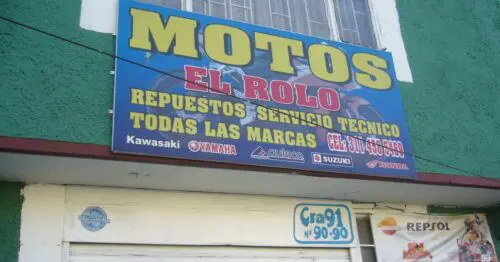 MOTOS
EL ROLO
REPUESTOS SERVICIO TECNICO
TODAS LAS MARCAS
Kawasaki YAMAHA SUZUKI HONDA
Cra91
Nº 90-90
REPSOL